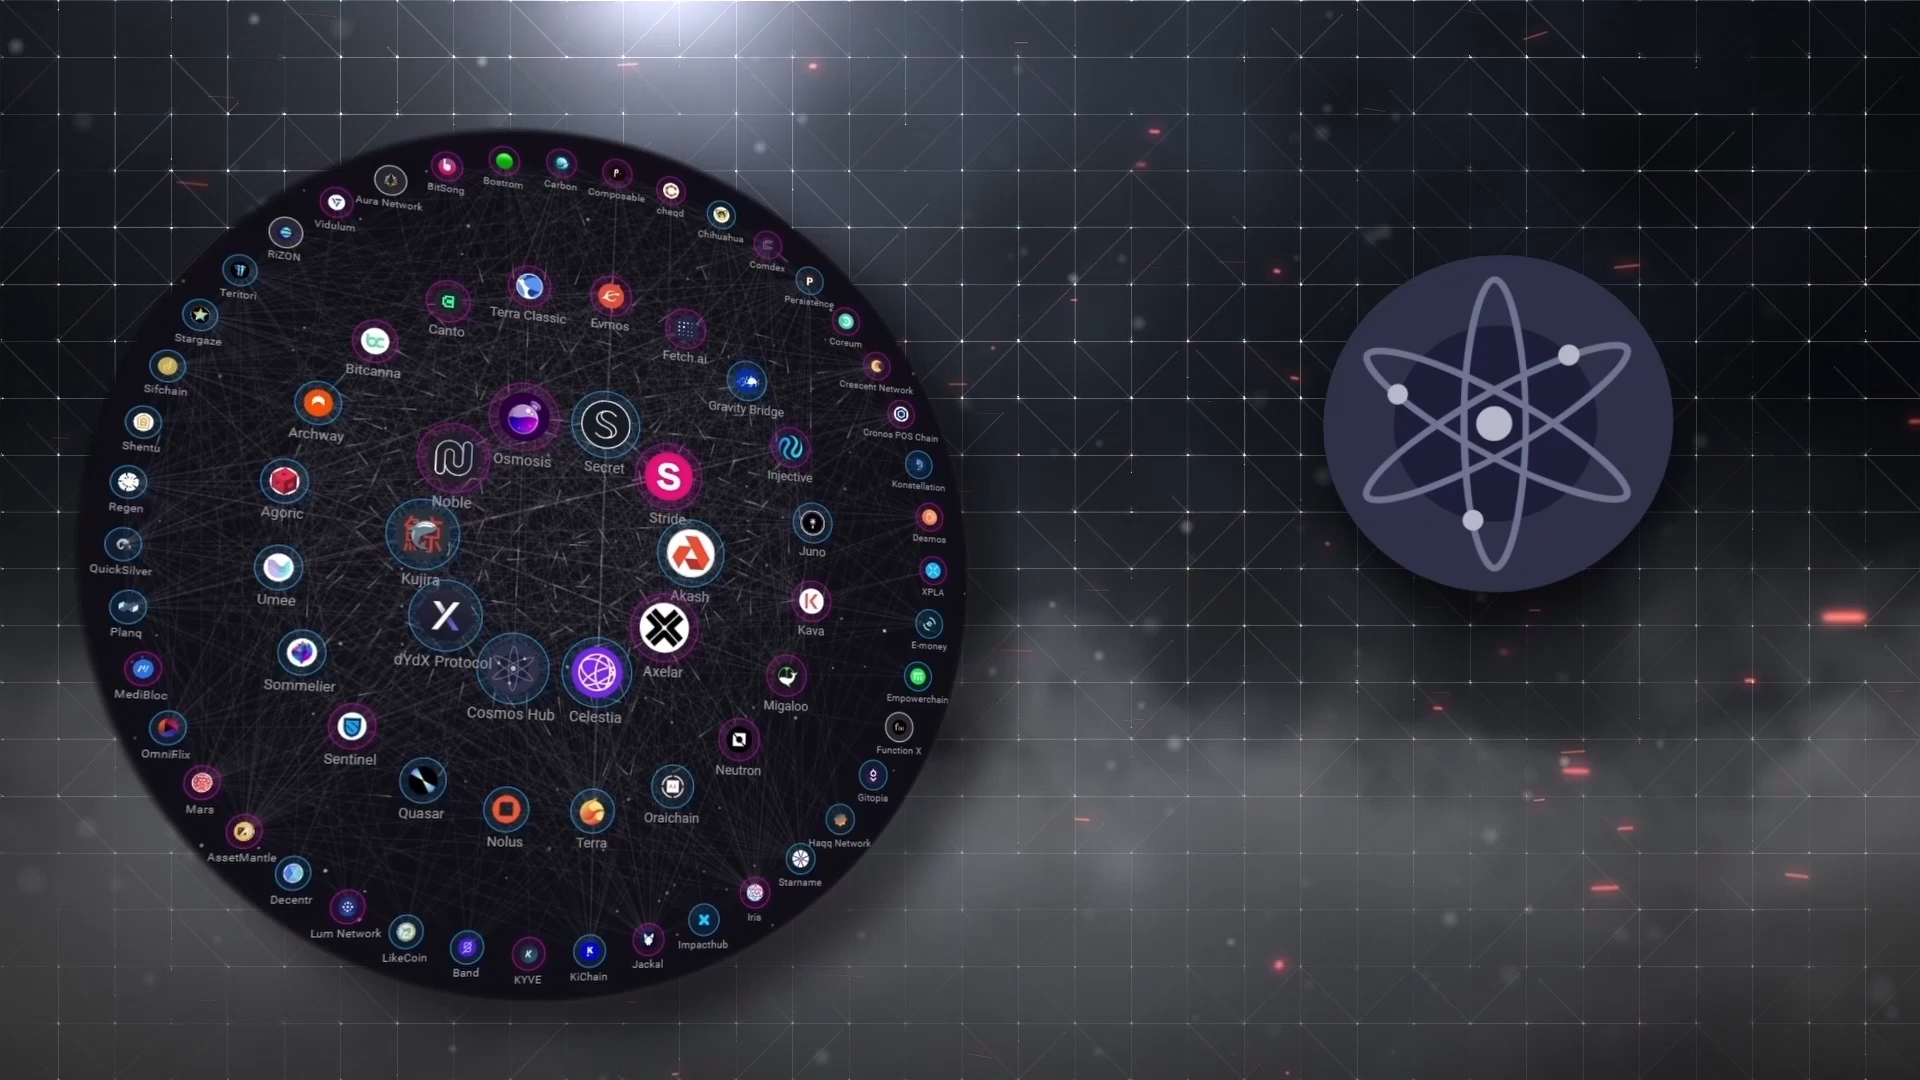 Bostrom
Carbon
BitSong
Composable
Aura Network
cheqd
Vidulum
Chihuahua
RiZON
Comdex
Teritori
Persistence
Terra Classic
Evmos
Canto
Stargaze
Coreum
Fetch.ai
Bitcanna
Sifchain
Crescent Network
Gravity Bridge
Archway
Cronos POS Chain
Shentu
Osmosis
Secret
Injective
Konstellation
Noble
Regen
Agoric
Stride
Desmos
Juno
QuickSilver
Kujira
XPLA
Umee
Akash
Planq
Kava
E-money
dYdX Protocol
Axelar
Sommelier
MediBloc
Empowerchain
Migaloo
Cosmos Hub
Celestia
Function X
OmniFlix
Sentinel
Neutron
Gitopia
Mars
Quasar
Oraichain
Nolus
Terra
Haqq Network
AssetMantle
Starname
Decentr
Iris
Lum Network
Impacthub
LikeCoin
Jackal
Band
KYVE
KiChain